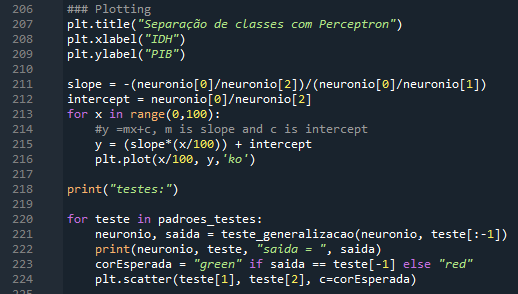 206 ### Plotting
207 plt.title("Separação de classes com Perceptron")
208 plt.xlabel("IDH")
209 plt.ylabel("PIB")
210
211 slope = -(neuronio[0]/neuronio[2])/(neuronio[0]/neuronio[1])
212 intercept = neuronio[0]/neuronio[2]
213 for x in range(0,100):
214 #y =mx+c, m is slope and c is intercept
215 y = (slope*(x/100)) + intercept
216 plt.plot(x/100, y,'ko')
217
218 print("testes:")
219
220 for teste in padroes_testes:
221 neuronio, saida = teste_generalizacao(neuronio, teste[:-1])
222 print(neuronio, teste, "saida = ", saida)
223 corEsperada = "green" if saida == teste[-1] else "red"
224 plt.scatter(teste[1], teste[2], c=corEsperada)